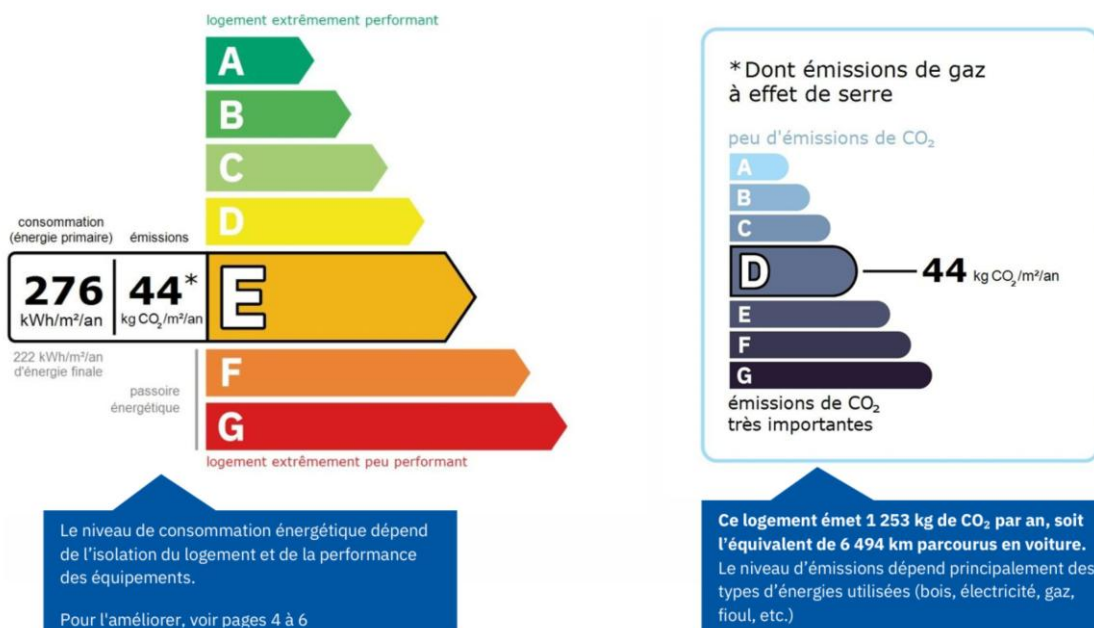 logement extrêmement performant
A
B
C
D
consommation
(énergie primaire)
émissions
276
kWh/m²/an
44*
kg CO₂/m²/an
E
222 kWh/m²/an
d'énergie finale
passoire
énergétique
F
G
logement extrêmement peu performant
Le niveau de consommation énergétique dépend
de l'isolation du logement et de la performance
des équipements.
Pour l'améliorer, voir pages 4 à 6
*Dont émissions de gaz
à effet de serre
peu d'émissions de CO₂
A
B
C
D
44 kg CO₂/m²/an
E
F
G
émissions de CO₂
très importantes
Ce logement émet 1 253 kg de CO₂ par an, soit
l'équivalent de 6 494 km parcourus en voiture.
Le niveau d'émissions dépend principalement des
types d'énergies utilisées (bois, électricité, gaz,
fioul, etc.)